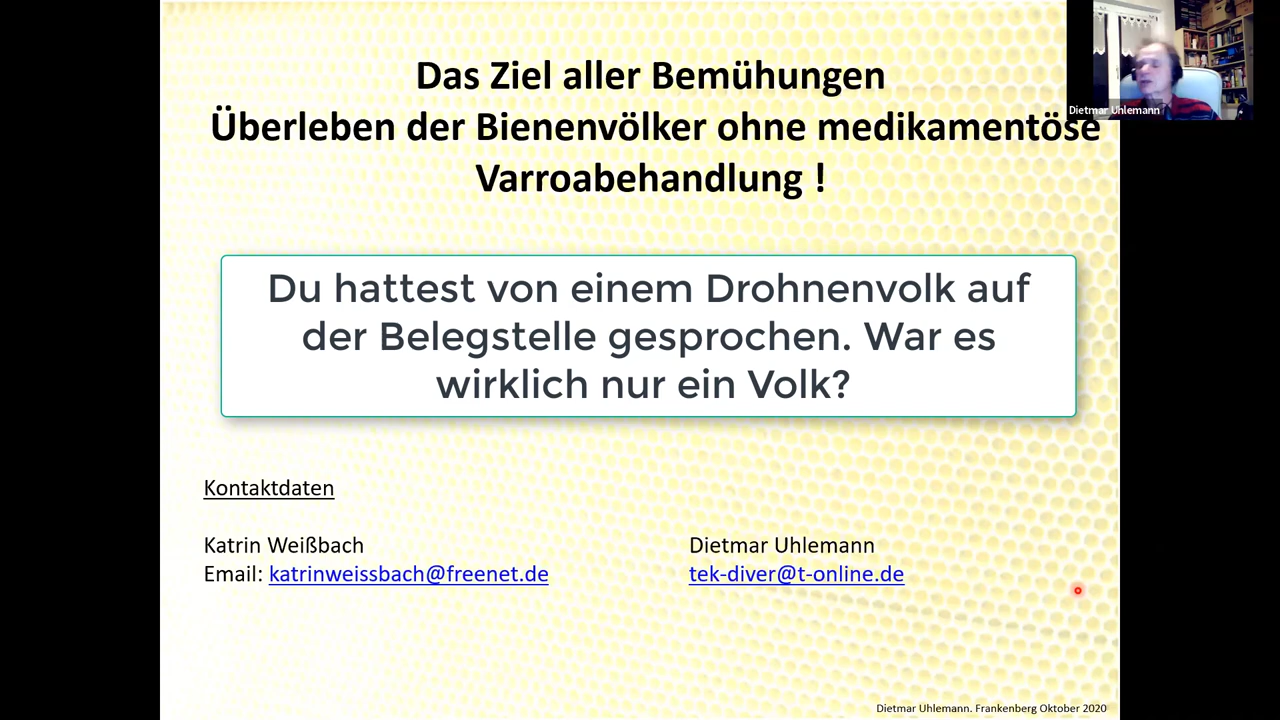 Das Ziel aller Bemühungen
Überleben der Bienenvölker ohne medikamentöse
Varroabehandlung !
Dietmar Uhlemann
Du hattest von einem Drohnenvolk auf
der Belegstelle gesprochen. War es
wirklich nur ein Volk?
Kontaktdaten
Katrin Weißbach
Email: katrinweissbach@freenet.de
Dietmar Uhlemann
tek-diver@t-online.de
Dietmar Uhlemann. Frankenberg Oktober 2020